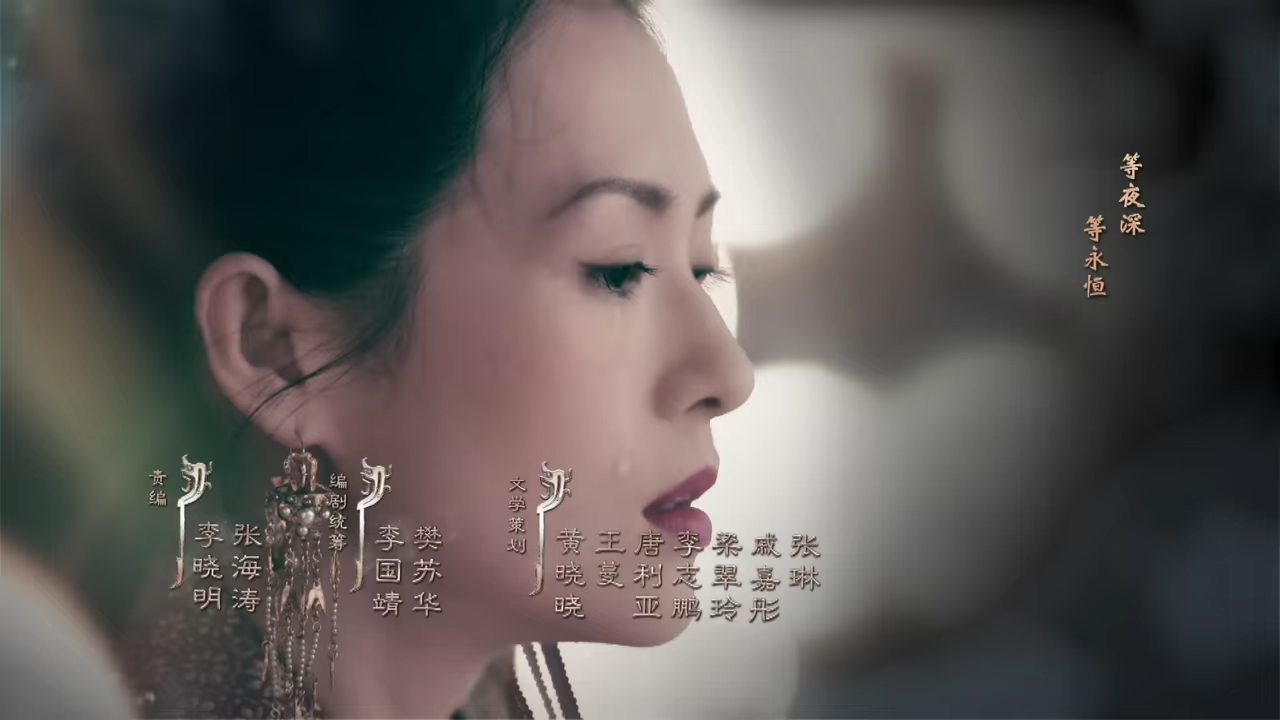 等夜深
等永恒
责编
李晓明
张海涛
编剧统筹
李国靖
樊苏华
文学策划
黄晓晓
王蔓
唐利亚
李志鹏
梁翠玲
戚嘉彤
张琳